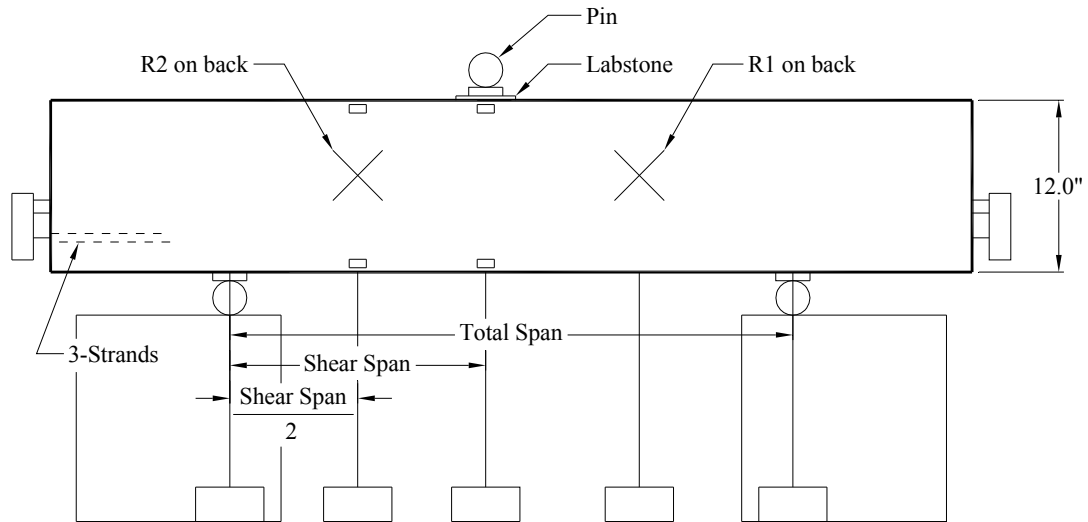 Pin
R2 on back
Labstone
R1 on back
12.0"
Total Span
3-Strands
Shear Span
Shear Span
2